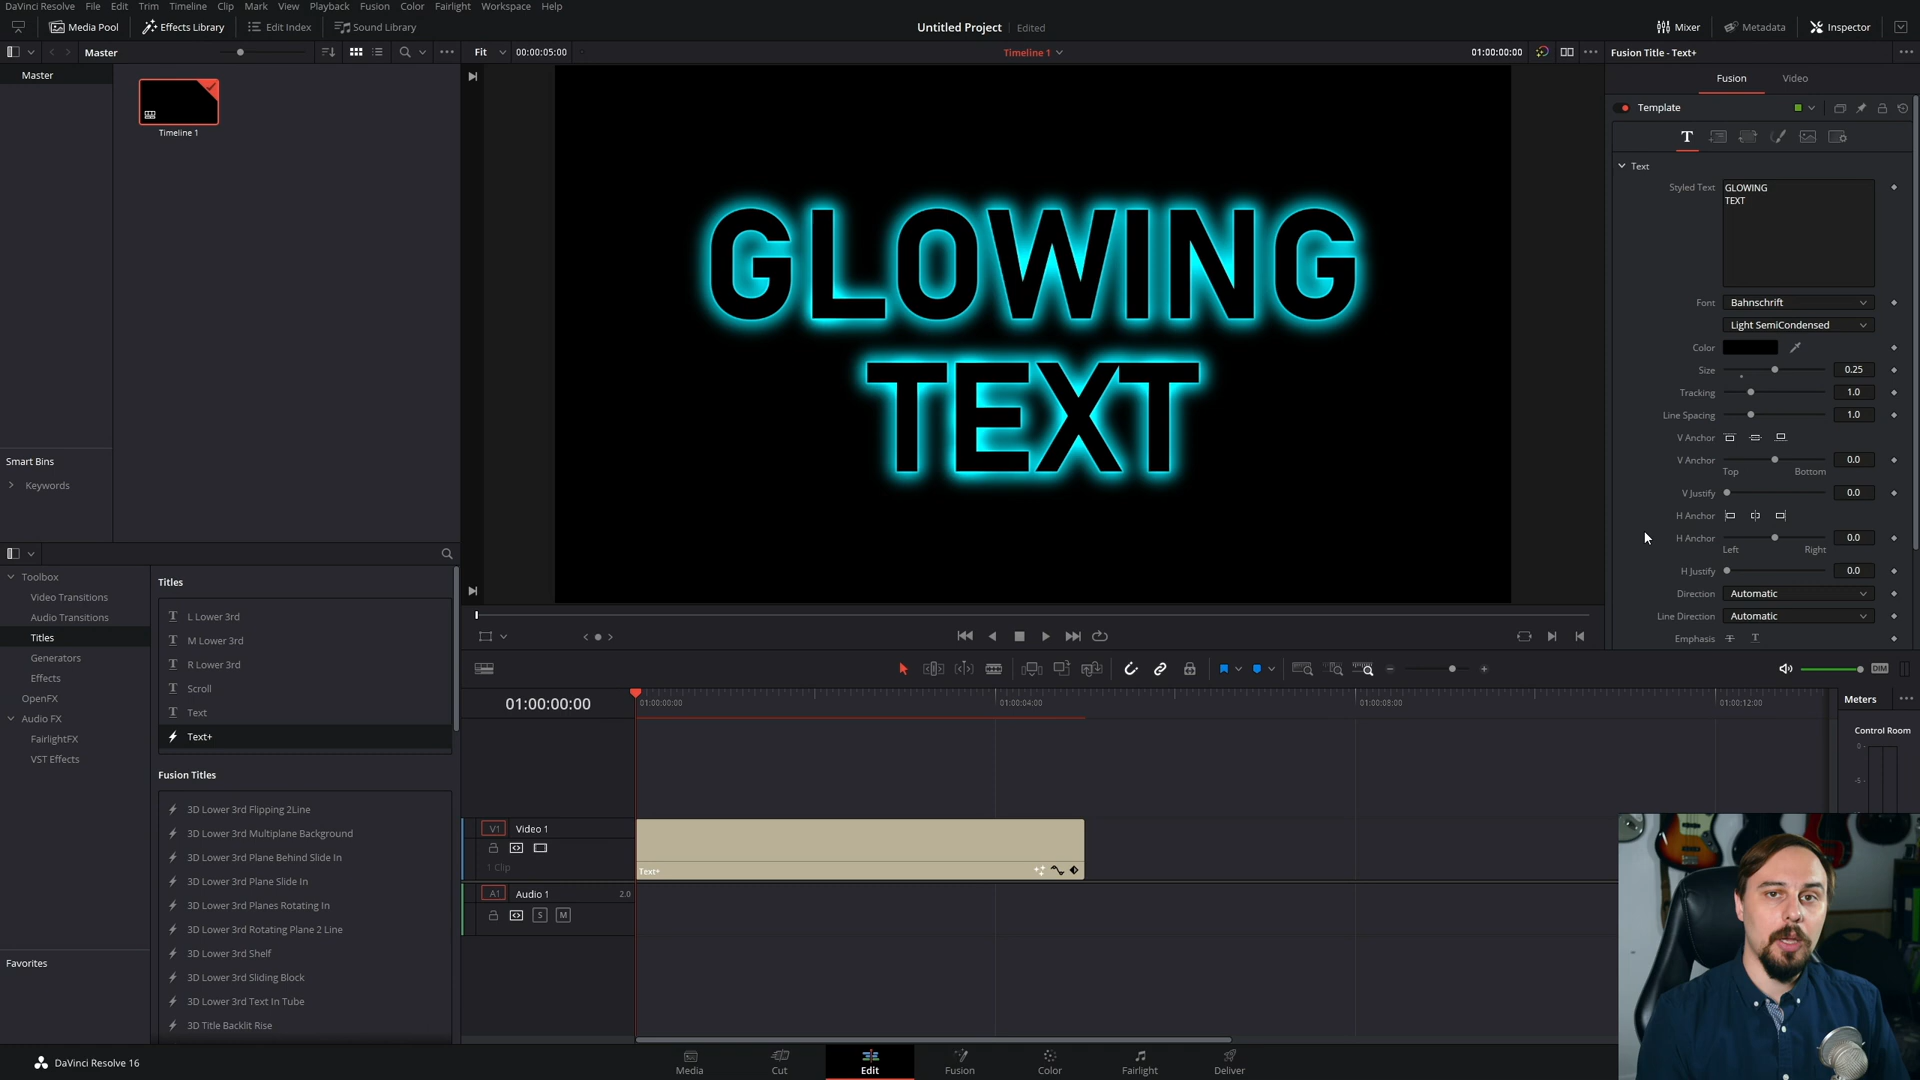 DaVinci Resolve File Edit Trim Timeline Clip Mark View Playback Fusion Color Fairlight Workspace Help
Media Pool Effects Library Edit Index Sound Library
Untitled Project Edited
Mixer Metadata Inspector
Master
Fit 00:00:05:00
Timeline 1
01:00:00:00
Fusion Title - Text+
Master
Timeline 1
Fusion Video
Template
T
Text
Styled Text GLOWING
TEXT
Font Bahnschrift
Light SemiCondensed
Color
Size 0.25
Tracking 1.0
Line Spacing 1.0
V Anchor
V Anchor 0.0
Top Bottom
V Justify 0.0
H Anchor
H Anchor 0.0
Left Right
H Justify 0.0
Direction Automatic
Line Direction Automatic
Emphasis T T
GLOWING
TEXT
Smart Bins
Keywords
Toolbox
Video Transitions
Audio Transitions
Titles
Generators
Effects
OpenFX
Audio FX
FairlightFX
VST Effects
Favorites
Titles
T L Lower 3rd
T M Lower 3rd
T R Lower 3rd
T Scroll
T Text
Text+
Fusion Titles
3D Lower 3rd Flipping 2Line
3D Lower 3rd Multiplane Background
3D Lower 3rd Plane Behind Slide In
3D Lower 3rd Plane Slide In
3D Lower 3rd Planes Rotating In
3D Lower 3rd Rotating Plane 2 Line
3D Lower 3rd Shelf
3D Lower 3rd Sliding Block
3D Lower 3rd Text In Tube
3D Title Backlit Rise
DIM
01:00:00:00
01:00:00:00 01:00:04:00 01:00:08:00 01:00:12:00
Meters
Control Room
0
-5
V1 Video 1
1 Clip
Text+
A1 Audio 1 2.0
S M
DaVinci Resolve 16
Media Cut Edit Fusion Color Fairlight Deliver